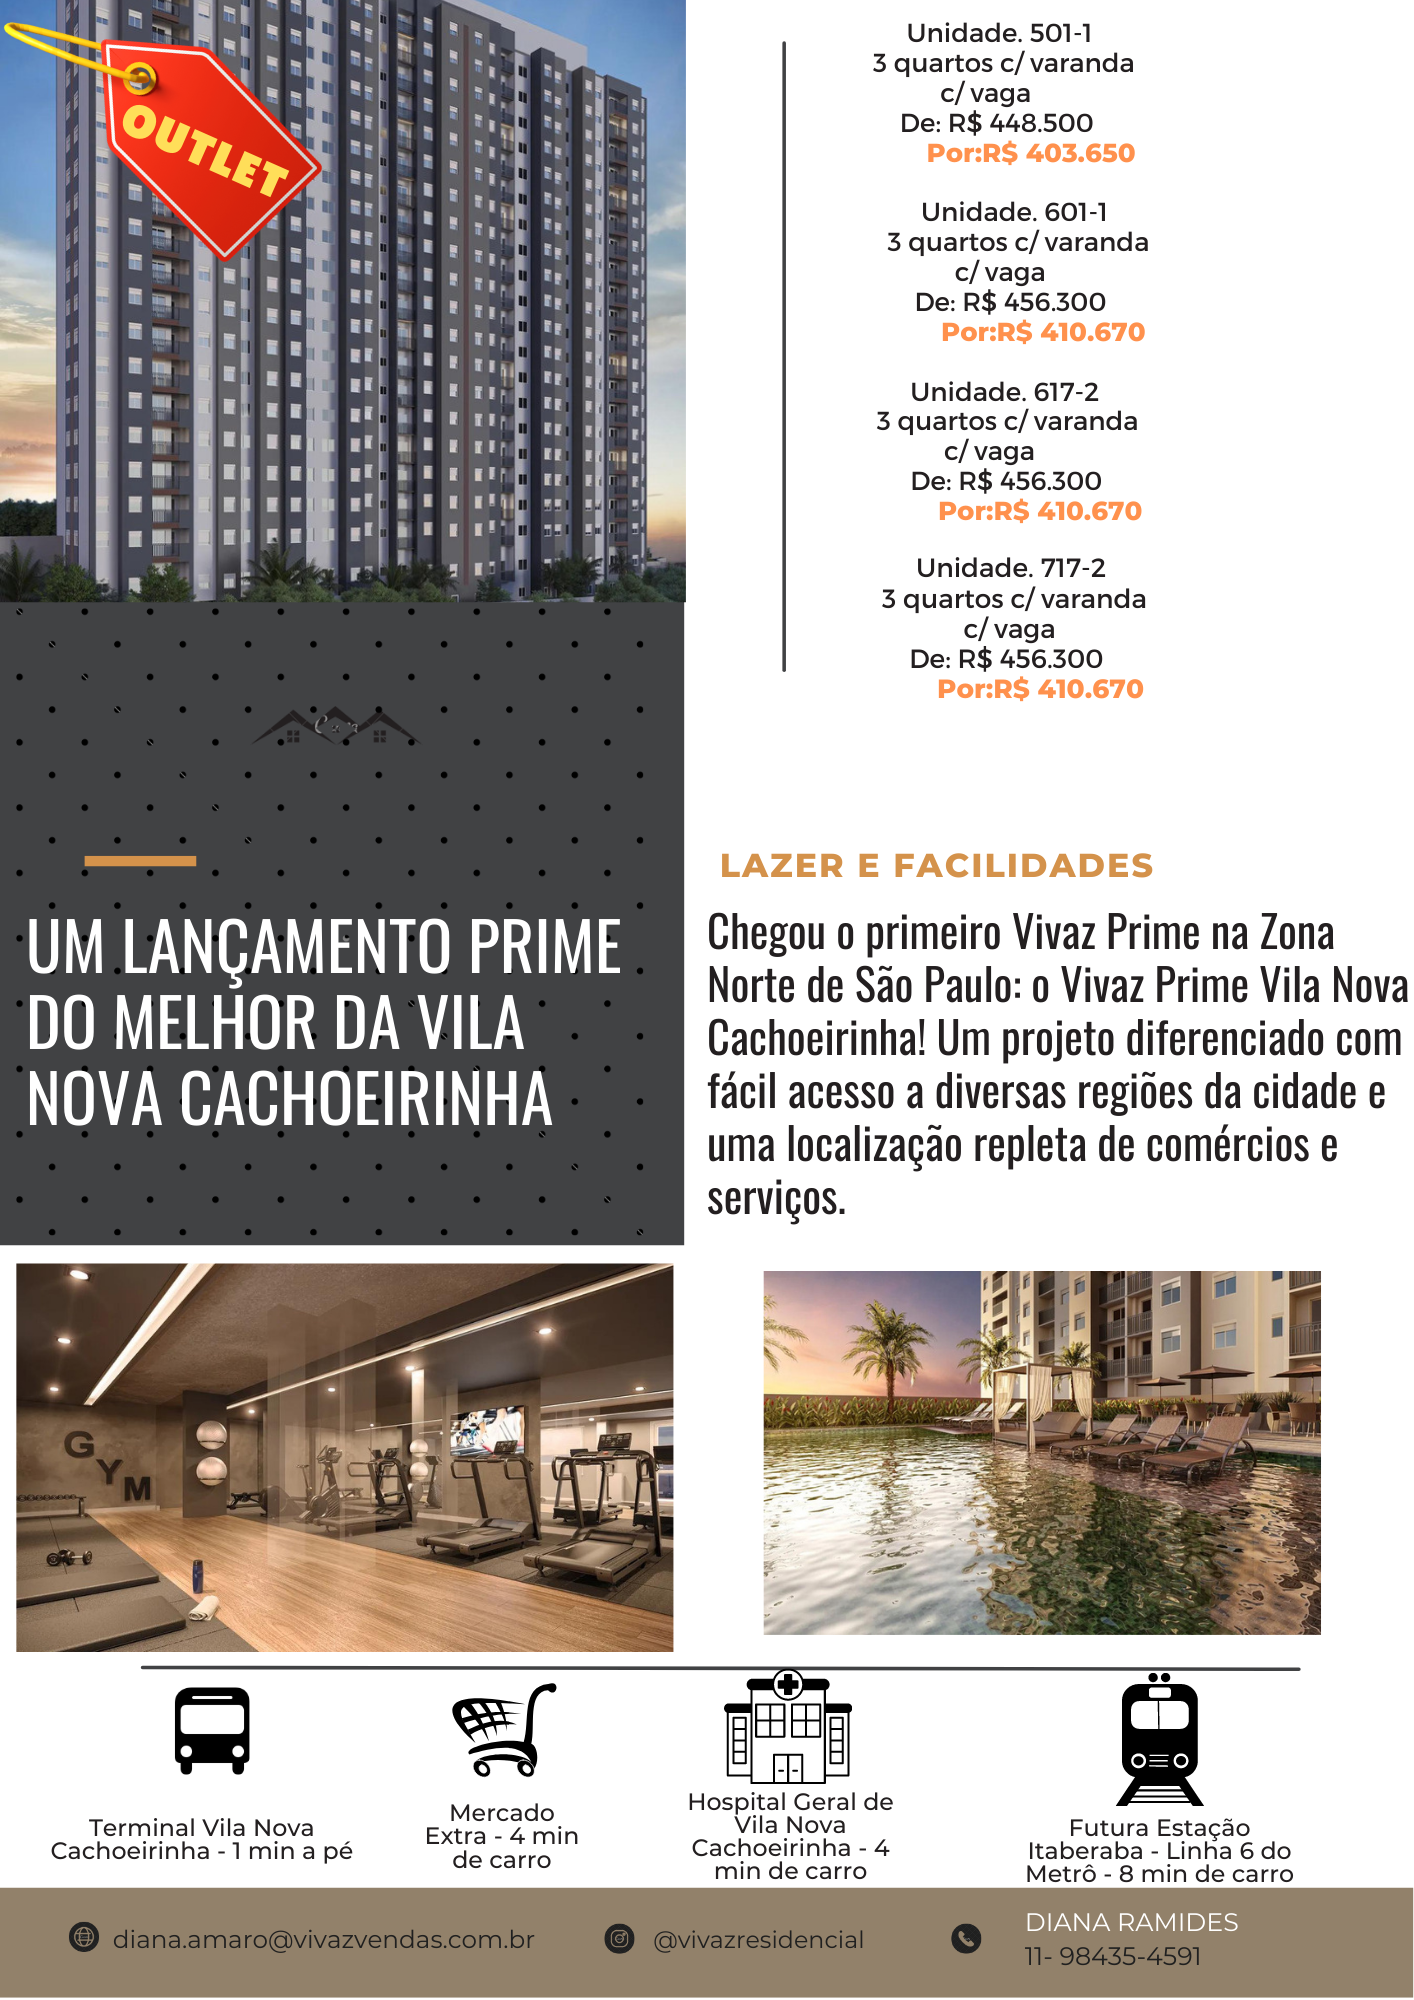 OUTLET
Unidade. 501-1
3 quartos c/ varanda
c/ vaga
De: R$ 448.500
Por:R$ 403.650
Unidade. 601-1
3 quartos c/ varanda
c/ vaga
De: R$ 456.300
Por:R$ 410.670
Unidade. 617-2
3 quartos c/ varanda
c/ vaga
De: R$ 456.300
Por:R$ 410.670
Unidade. 717-2
3 quartos c/ varanda
c/ vaga
De: R$ 456.300
Por:R$ 410.670
UM LANÇAMENTO PRIME
DO MELHOR DA VILA
NOVA CACHOEIRINHA
LAZER E FACILIDADES
Chegou o primeiro Vivaz Prime na Zona
Norte de São Paulo: o Vivaz Prime Vila Nova
Cachoeirinha! Um projeto diferenciado com
fácil acesso a diversas regiões da cidade e
uma localização repleta de comércios e
serviços.
GYM
Terminal Vila Nova
Cachoeirinha - 1 min a pé
Mercado
Extra - 4 min
de carro
Hospital Geral de
Vila Nova
Cachoeirinha - 4
min de carro
Futura Estação
Itaberaba - Linha 6 do
Metrô - 8 min de carro
diana.amaro@vivazvendas.com.br
@vivazresidencial
DIANA RAMIDES
11- 98435-4591